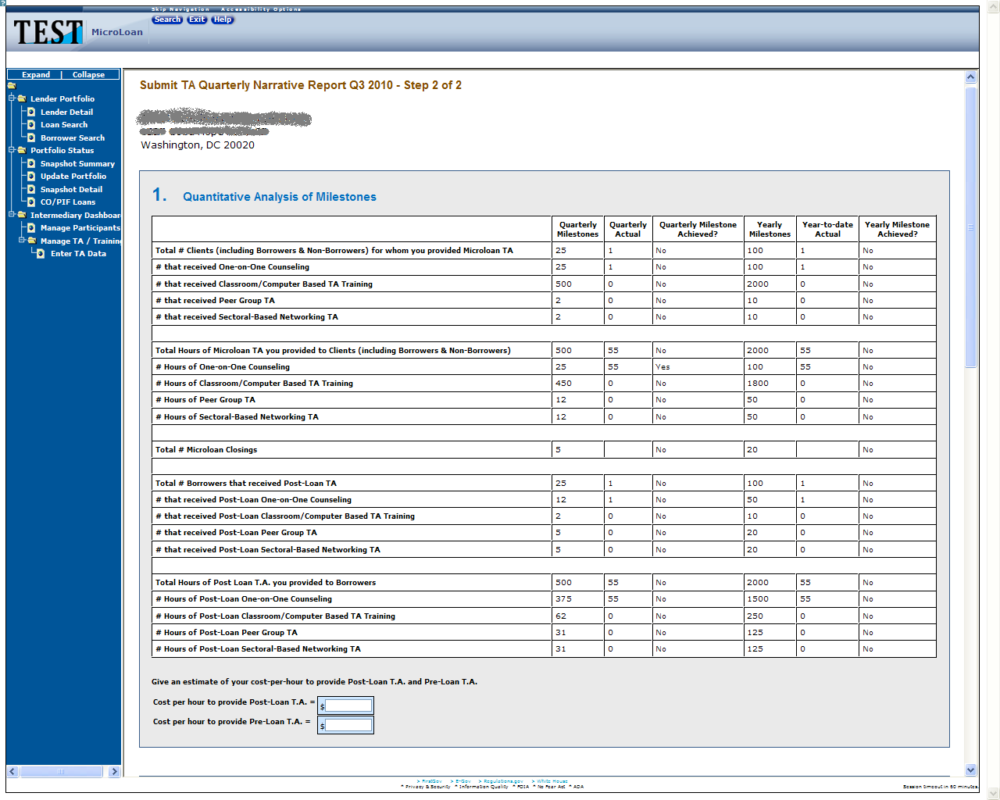 Skip Navigation Accessibility Options
Search Exit Help
TEST MicroLoan
Expand | Collapse
Lender Portfolio
Lender Detail
Loan Search
Borrower Search
Portfolio Status
Snapshot Summary
Update Portfolio
Snapshot Detail
CO/PIF Loans
Intermediary Dashboar
Manage Participants
Manage TA / Training
Enter TA Data
Submit TA Quarterly Narrative Report Q3 2010 - Step 2 of 2
Washington, DC 20020
1. Quantitative Analysis of Milestones
Quarterly Milestones Quarterly Actual Quarterly Milestone Achieved? Yearly Milestones Year-to-date Actual Yearly Milestone Achieved?
Total # Clients (including Borrowers & Non-Borrowers) for whom you provided Microloan TA 25 1 No 100 1 No
# that received One-on-One Counseling 25 1 No 100 1 No
# that received Classroom/Computer Based TA Training 500 0 No 2000 0 No
# that received Peer Group TA 2 0 No 10 0 No
# that received Sectoral-Based Networking TA 2 0 No 10 0 No
Total Hours of Microloan TA you provided to Clients (including Borrowers & Non-Borrowers) 500 55 No 2000 55 No
# Hours of One-on-One Counseling 25 55 Yes 100 55 No
# Hours of Classroom/Computer Based TA Training 450 0 No 1800 0 No
# Hours of Peer Group TA 12 0 No 50 0 No
# Hours of Sectoral-Based Networking TA 12 0 No 50 0 No
Total # Microloan Closings 5 No 20 No
Total # Borrowers that received Post-Loan TA 25 1 No 100 1 No
# that received Post-Loan One-on-One Counseling 12 1 No 50 1 No
# that received Post-Loan Classroom/Computer Based TA Training 2 0 No 10 0 No
# that received Post-Loan Peer Group TA 5 0 No 20 0 No
# that received Post-Loan Sectoral-Based Networking TA 5 0 No 20 0 No
Total Hours of Post Loan T.A. you provided to Borrowers 500 55 No 2000 55 No
# Hours of Post-Loan One-on-One Counseling 375 55 No 1500 55 No
# Hours of Post-Loan Classroom/Computer Based TA Training 62 0 No 250 0 No
# Hours of Post-Loan Peer Group TA 31 0 No 125 0 No
# Hours of Post-Loan Sectoral-Based Networking TA 31 0 No 125 0 No
Give an estimate of your cost-per-hour to provide Post-Loan T.A. and Pre-Loan T.A.
Cost per hour to provide Post-Loan T.A. = $
Cost per hour to provide Pre-Loan T.A. = $
> FirstGov > E-Gov > Regulations.gov > White House
^ Privacy & Security ^ Information Quality ^ FOIA ^ No Fear Act ^ ADA
Session timeout in 60 minutes.